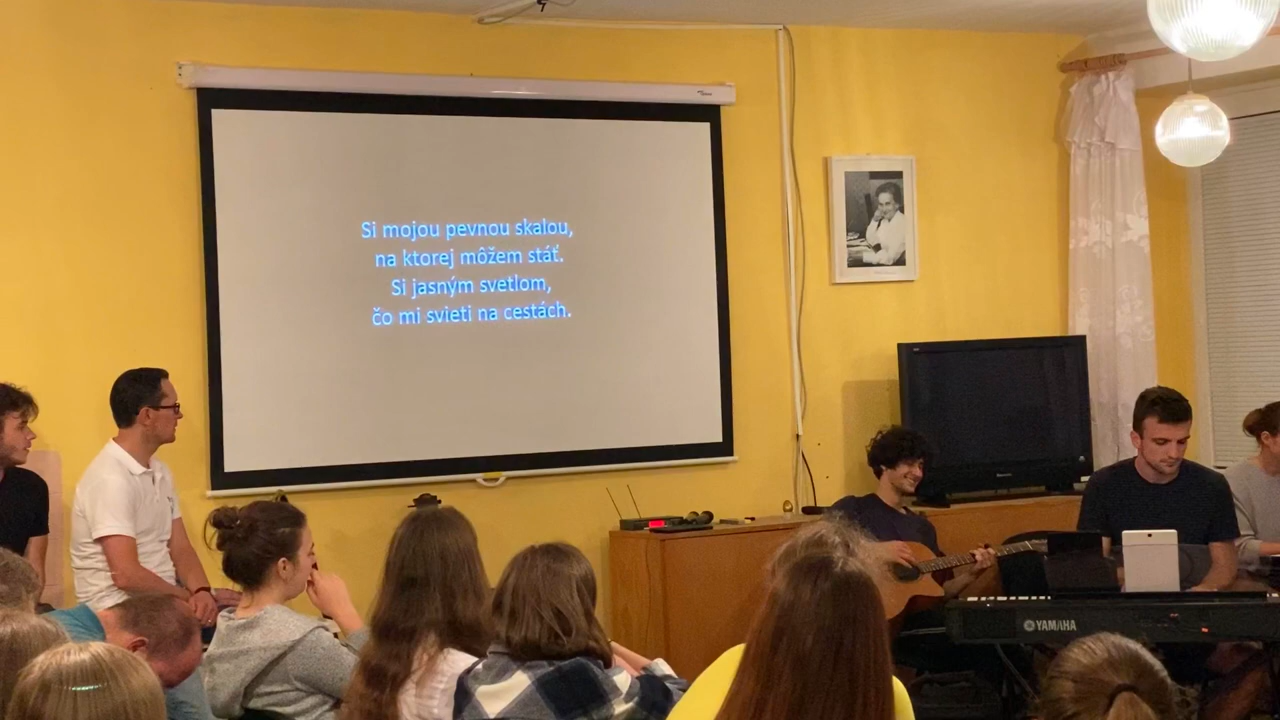 Si mojou pevnou skalou,
na ktorej môžem stáť.
Si jasným svetlom,
čo mi svieti na cestách.
YAMAHA